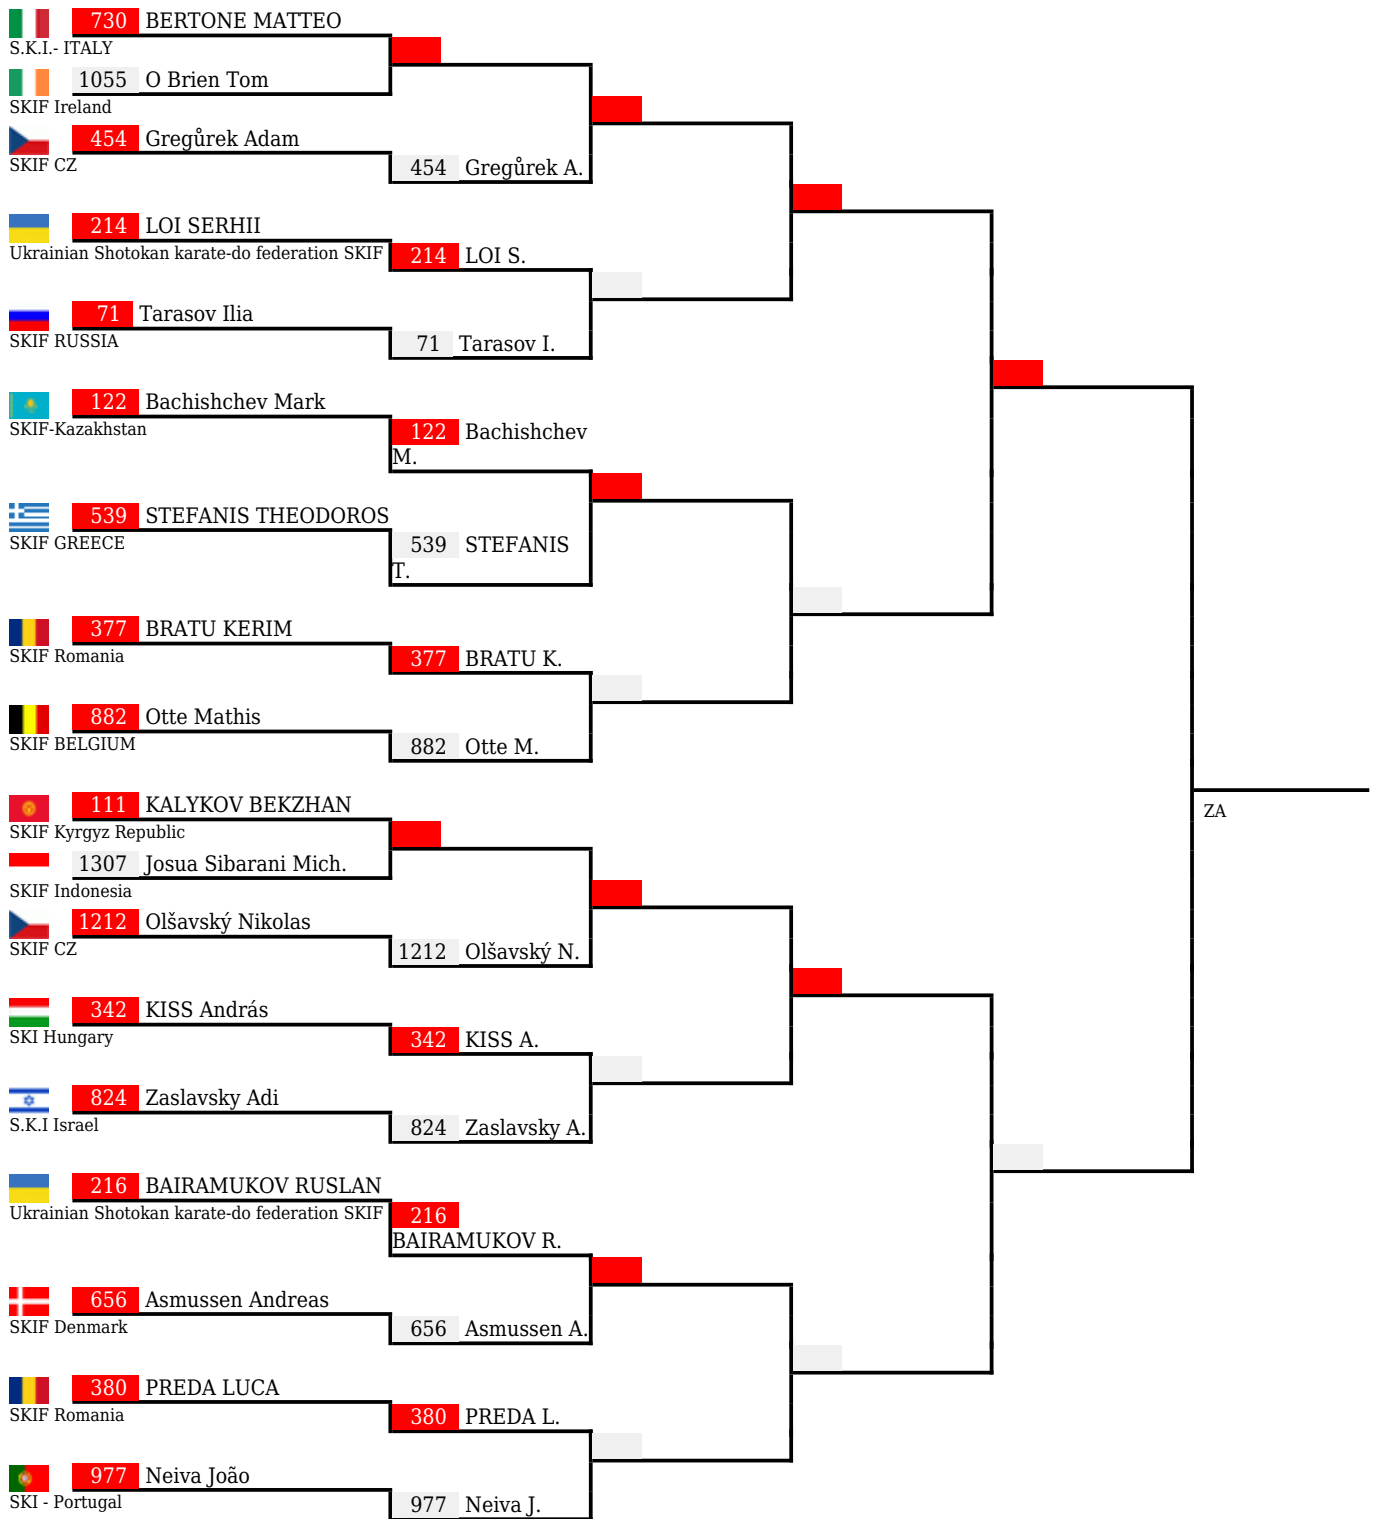 730 BERTONE MATTEO
S.K.I.- ITALY
1055 O Brien Tom
SKIF Ireland
454 Gregůrek Adam
SKIF CZ
454 Gregůrek A.
214 LOI SERHII
Ukrainian Shotokan karate-do federation SKIF
214 LOI S.
71 Tarasov Ilia
SKIF RUSSIA
71 Tarasov I.
122 Bachishchev Mark
SKIF-Kazakhstan
122 Bachishchev
M.
539 STEFANIS THEODOROS
SKIF GREECE
539 STEFANIS
T.
377 BRATU KERIM
SKIF Romania
377 BRATU K.
882 Otte Mathis
SKIF BELGIUM
882 Otte M.
111 KALYKOV BEKZHAN
SKIF Kyrgyz Republic
1307 Josua Sibarani Mich.
SKIF Indonesia
1212 Olšavský Nikolas
SKIF CZ
1212 Olšavský N.
342 KISS András
SKI Hungary
342 KISS A.
824 Zaslavsky Adi
S.K.I Israel
824 Zaslavsky A.
216 BAIRAMUKOV RUSLAN
Ukrainian Shotokan karate-do federation SKIF
216
BAIRAMUKOV R.
656 Asmussen Andreas
SKIF Denmark
656 Asmussen A.
380 PREDA LUCA
SKIF Romania
380 PREDA L.
977 Neiva João
SKI - Portugal
977 Neiva J.
ZA